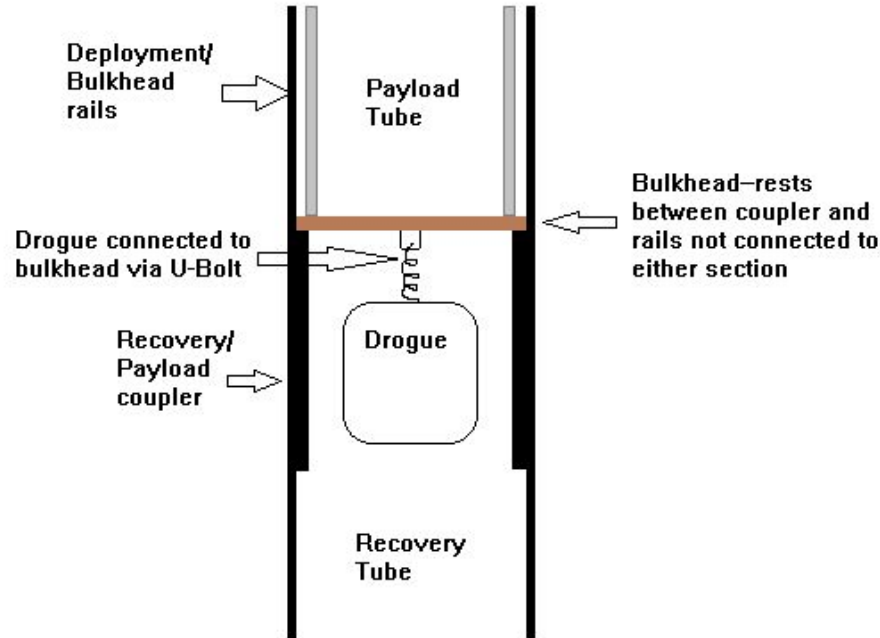 Deployment/
Bulkhead
rails
Payload
Tube
Bulkhead–rests
between coupler and
rails not connected to
either section
Drogue connected to
bulkhead via U-Bolt
Drogue
Recovery/
Payload
coupler
Recovery
Tube